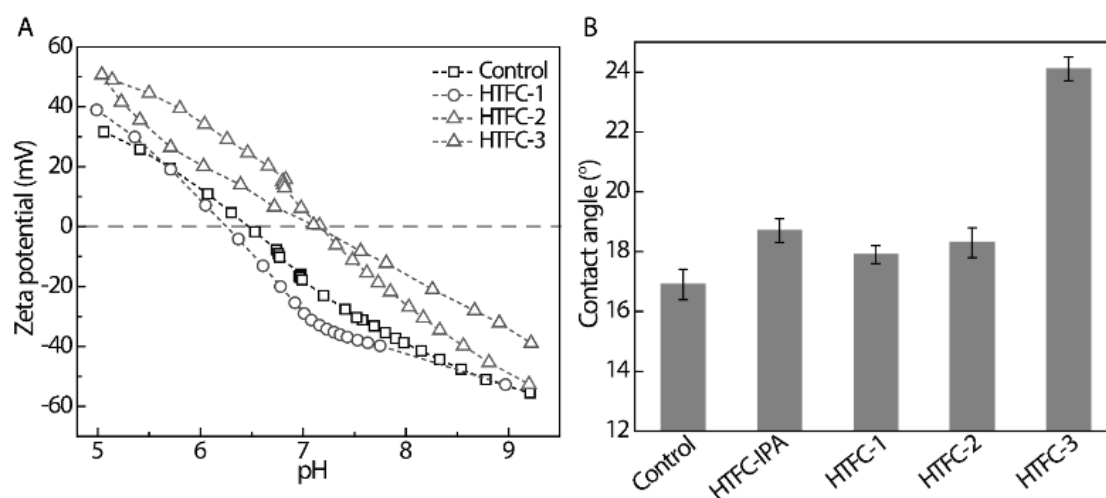 A
B
60
40
20
0
-20
-40
-60
Zeta potential (mV)
5
6
7
8
9
pH
Control
HTFC-1
HTFC-2
HTFC-3
24
22
20
18
16
14
12
Contact angle (°)
Control
HTFC-IPA
HTFC-1
HTFC-2
HTFC-3